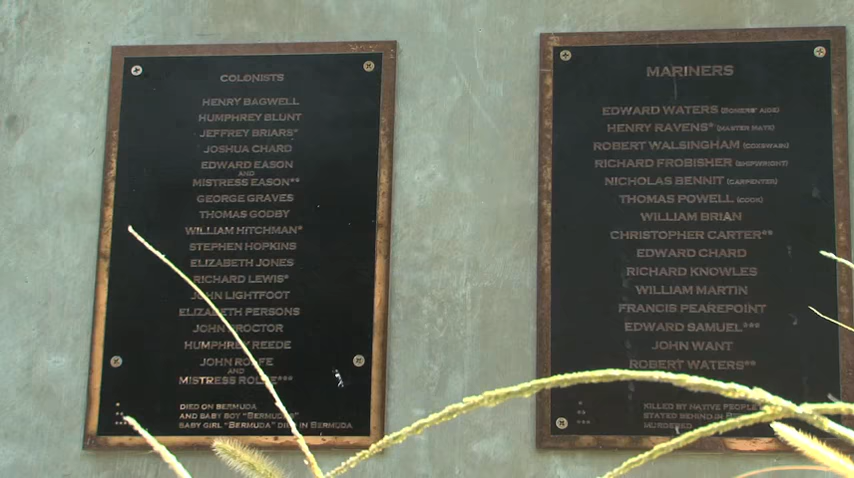 COLONISTS
HENRY BAGWELL
HUMPHREY BLUNT
JEFFREY BRIARS*
JOSHUA CHARD
EDWARD EASON
AND
MISTRESS EASON**
GEORGE GRAVES
THOMAS GODBY
WILLIAM HITCHMAN*
STEPHEN HOPKINS
ELIZABETH JONES
RICHARD LEWIS*
JOHN LIGHTFOOT
ELIZABETH PERSONS
JOHN PROCTOR
HUMPHREY REEDE
JOHN ROLFE
AND
MISTRESS ROLFE***
* DIED ON BERMUDA
** AND BABY BOY "BERMUDAS"
*** BABY GIRL "BERMUDA" DIED IN BERMUDA
MARINERS
EDWARD WATERS (SOMERS' AIDE)
HENRY RAVENS* (MASTER MATE)
ROBERT WALSINGHAM (COXSWAIN)
RICHARD FROBISHER (SHIPWRIGHT)
NICHOLAS BENNIT (CARPENTER)
THOMAS POWELL (COOK)
WILLIAM BRIAN
CHRISTOPHER CARTER**
EDWARD CHARD
RICHARD KNOWLES
WILLIAM MARTIN
FRANCIS PEAREPOINT
EDWARD SAMUEL***
JOHN WANT
ROBERT WATERS**
* KILLED BY NATIVE PEOPLE
** STAYED BEHIND IN
*** MURDERED